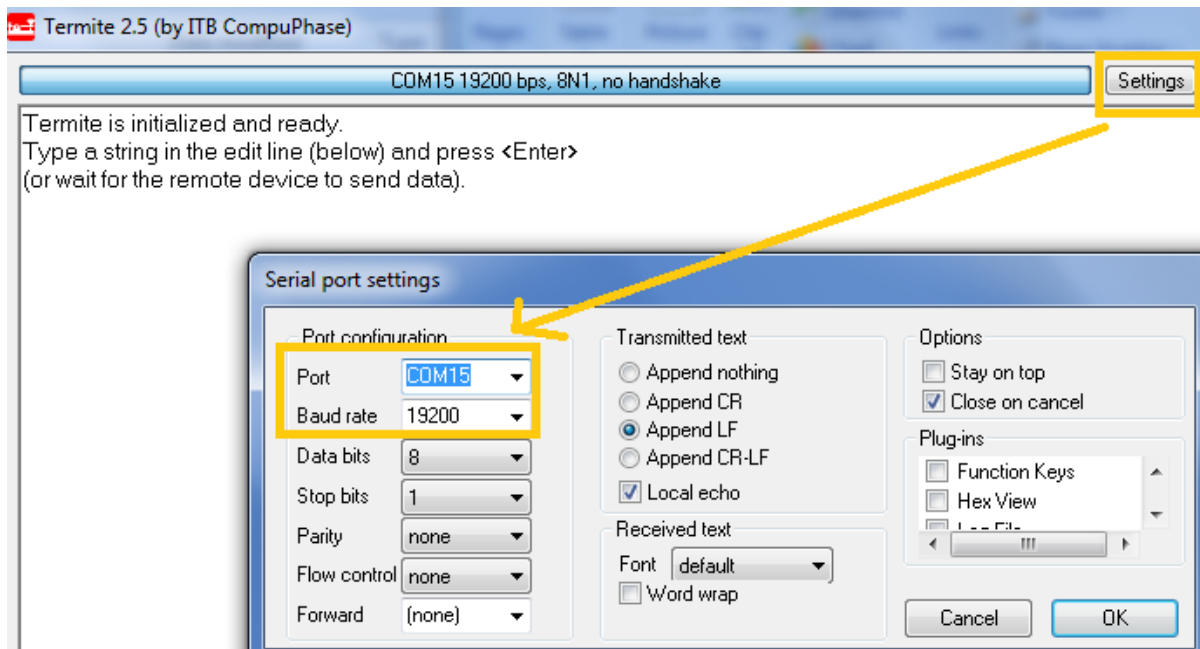 Termite 2.5 (by ITB CompuPhase)
COM15 19200 bps, 8N1, no handshake
Settings
Termite is initialized and ready.
Type a string in the edit line (below) and press <Enter>
(or wait for the remote device to send data).
Serial port settings
Port configuration
Port COM15
Baud rate 19200
Data bits 8
Stop bits 1
Parity none
Flow control none
Forward (none)
Transmitted text
Append nothing
Append CR
Append LF
Append CR-LF
Local echo
Received text
Font default
Word wrap
Options
Stay on top
Close on cancel
Plug-ins
Function Keys
Hex View
Cancel
OK